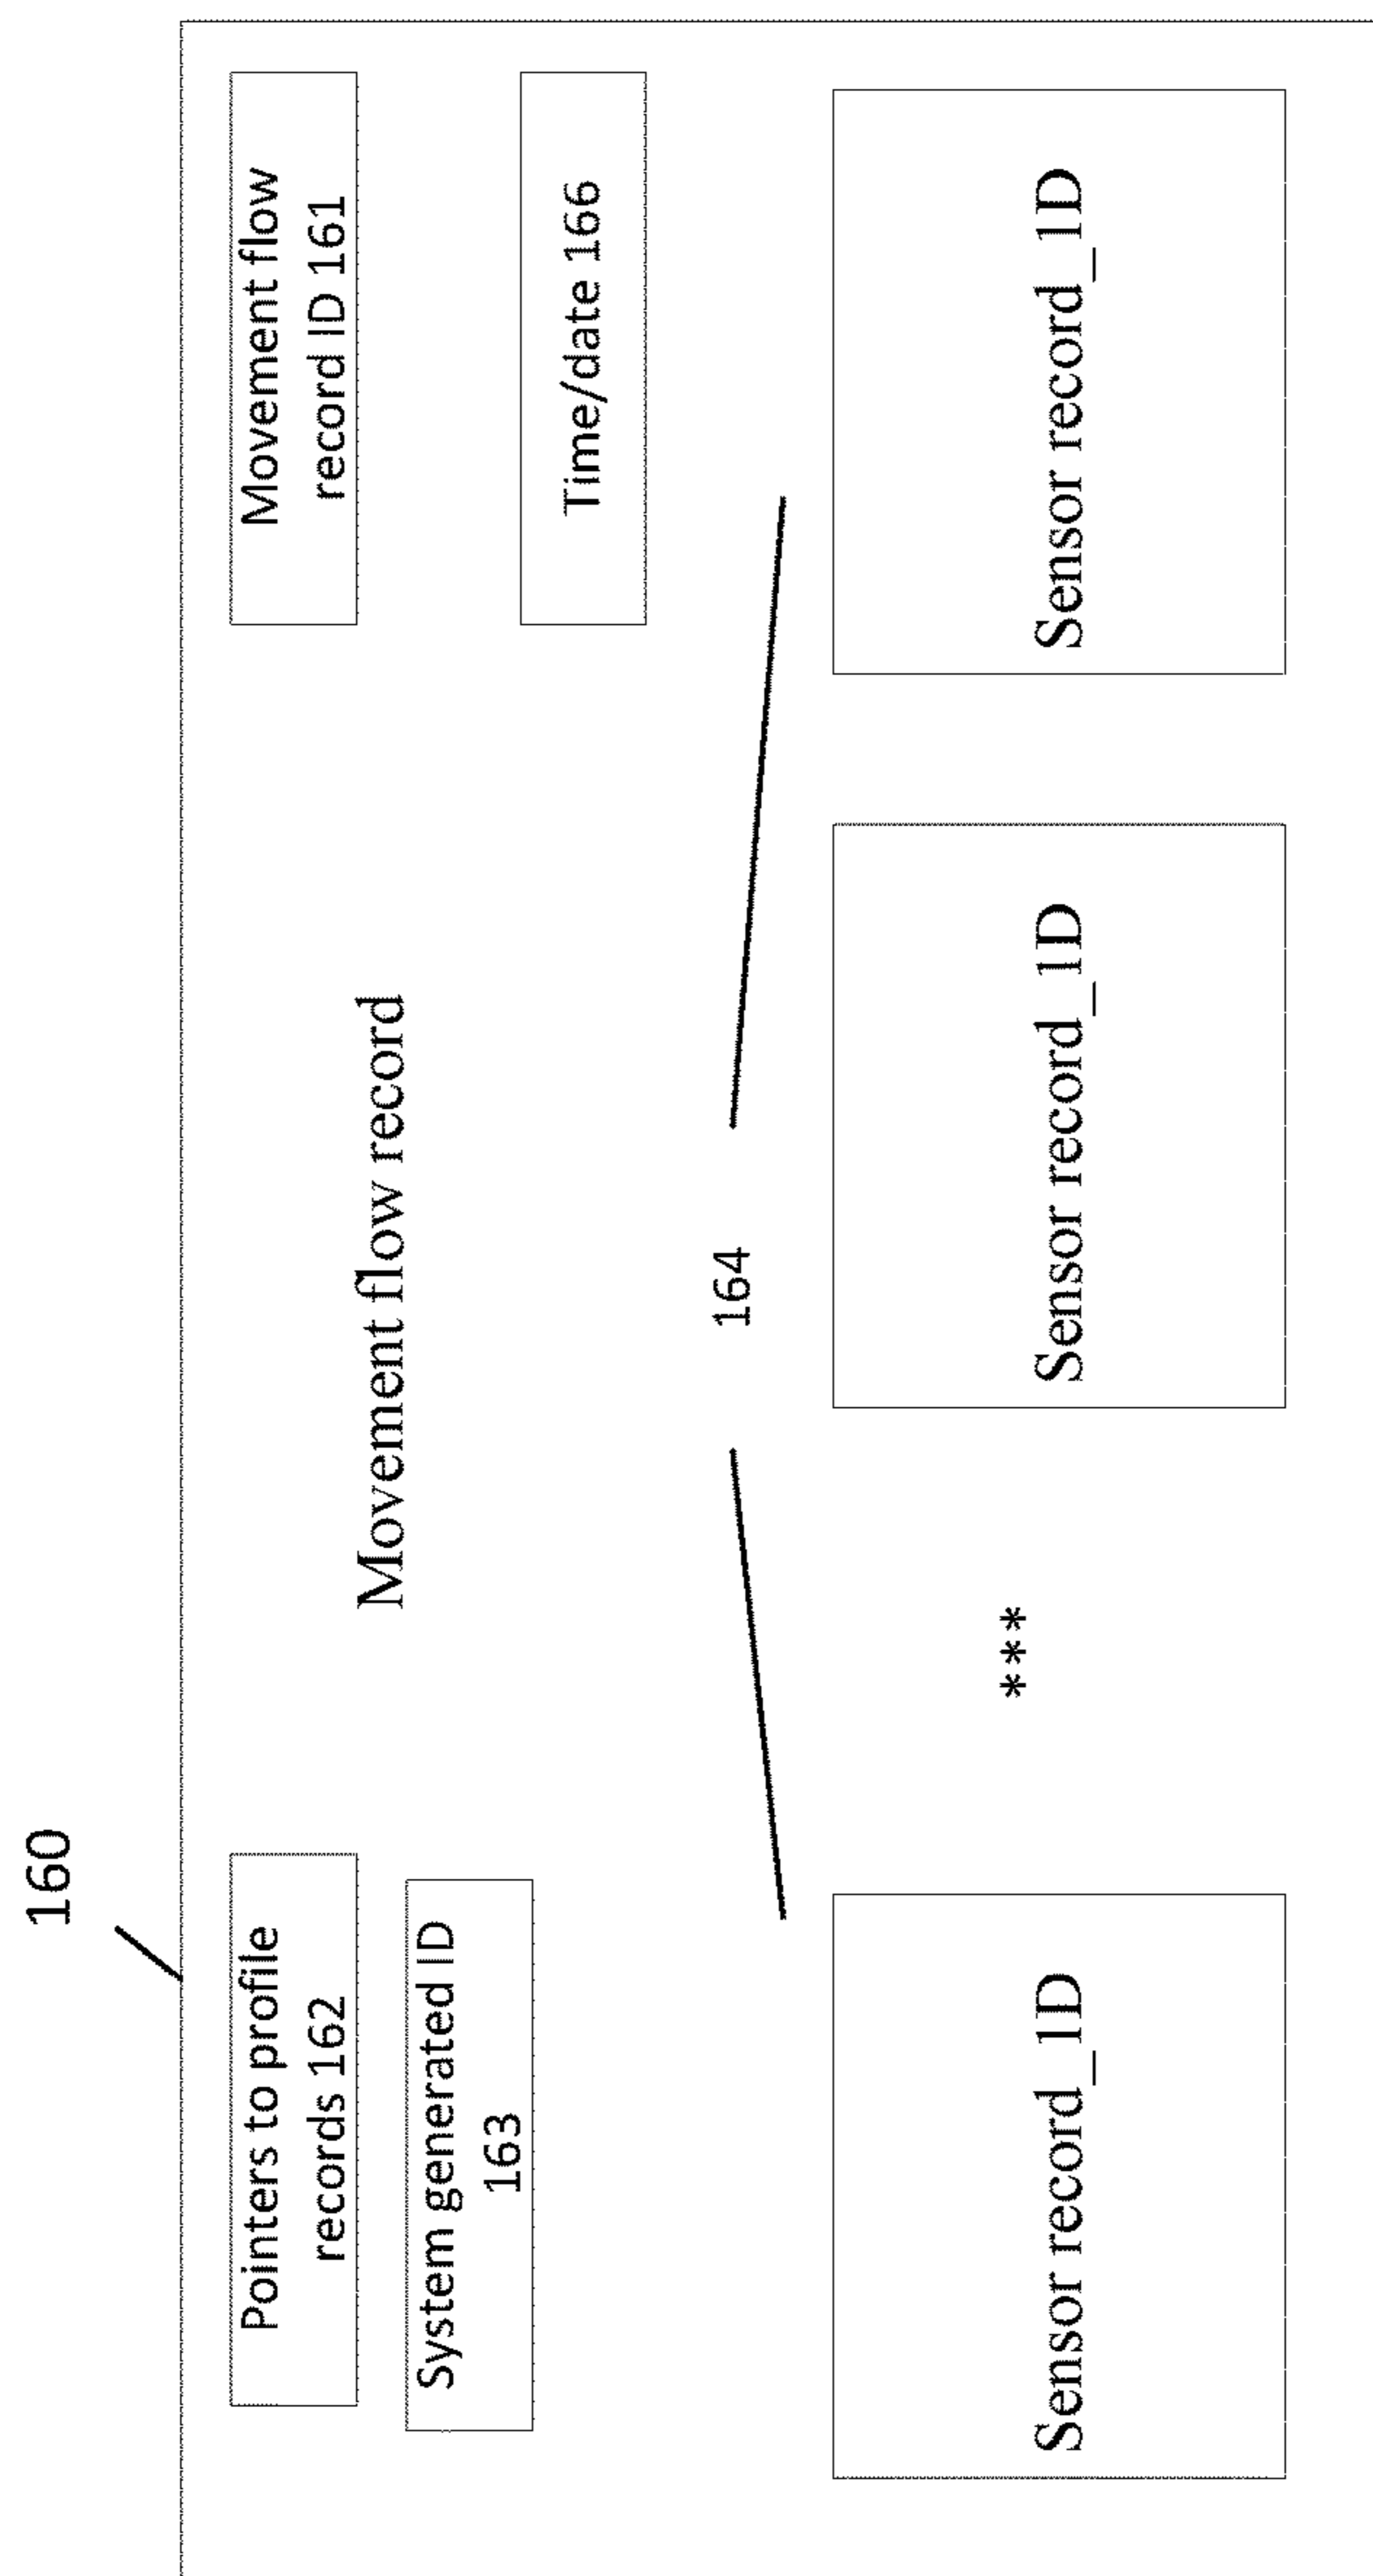 160
Pointers to profile
records 162
Movement flow
record ID 161
System generated ID
163
Movement flow record
Time/date 166
164
Sensor record_1D
***
Sensor record_1D
Sensor record_1D